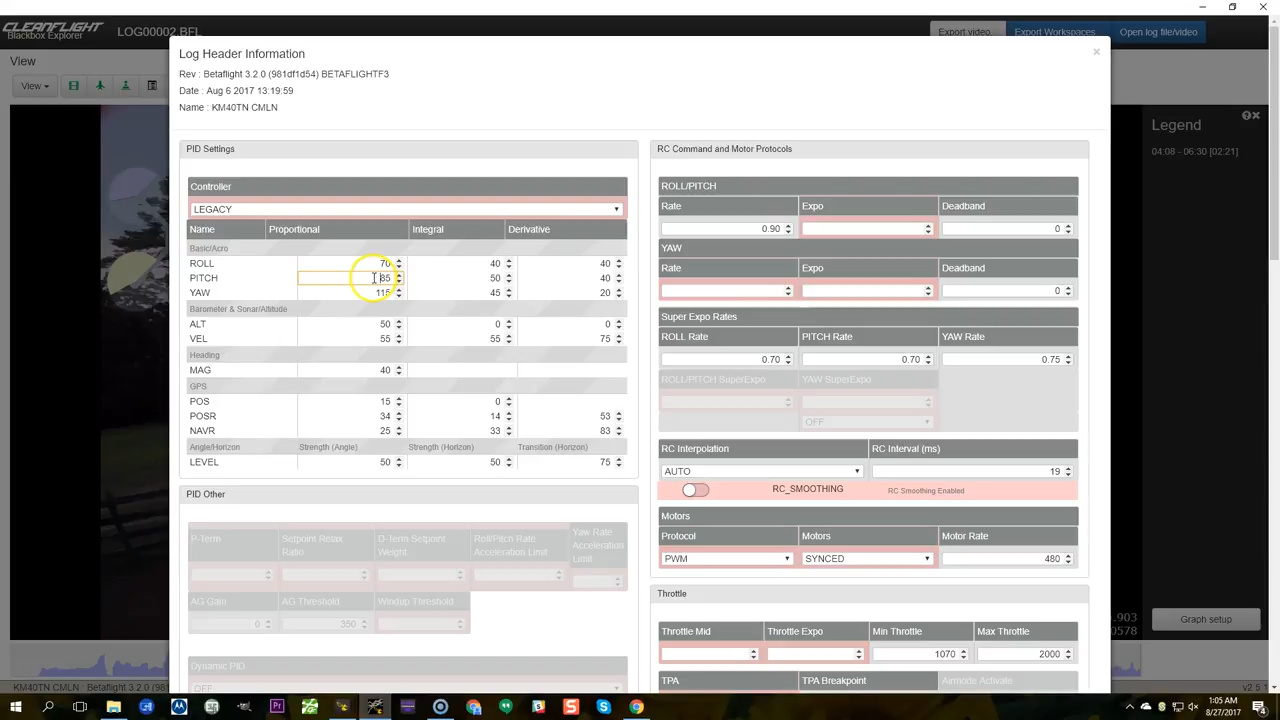 CLEANFLIGHT
Blackbox Explorer
LOG00002.BFL
Export video...
Export Workspaces
Open log file/video
View
View
Log Header Information
Rev : Betaflight 3.2.0 (981df1d54) BETAFLIGHTF3
Date : Aug 6 2017 13:19:59
Name : KM40TN CMLN
×
Legend
04:08 - 06:30 [02:21]
PID Settings
Controller
LEGACY
Name Proportional Integral Derivative
Basic/Acro
ROLL 70 40 40
PITCH 85 50 40
YAW 115 45 20
Barometer & Sonar/Altitude
ALT 50 0 0
VEL 55 55 75
Heading
MAG 40
GPS
POS 15 0
POSR 34 14 53
NAVR 25 33 83
Angle/Horizon Strength (Angle) Strength (Horizon) Transition (Horizon)
LEVEL 50 50 75
PID Other
P-Term Setpoint Relax Ratio D-Term Setpoint Weight Roll/Pitch Rate Acceleration Limit Yaw Rate Acceleration Limit
AG Gain AG Threshold Windup Threshold
0 350
Dynamic PID
OFF
RC Command and Motor Protocols
ROLL/PITCH
Rate Expo Deadband
0.90 0
YAW
Rate Expo Deadband
0
Super Expo Rates
ROLL Rate PITCH Rate YAW Rate
0.70 0.70 0.75
ROLL/PITCH SuperExpo YAW SuperExpo
OFF
RC Interpolation RC Interval (ms)
AUTO 19
RC_SMOOTHING RC Smoothing Enabled
Motors
Protocol Motors Motor Rate
PWM SYNCED 480
Throttle
Throttle Mid Throttle Expo Min Throttle Max Throttle
1070 2000
TPA TPA Breakpoint Airmode Activate
.903
0578
Graph setup
KM40TN CMLN
Betaflight 3.2.0 (981
v2.5.1
1:05 AM
8/27/2017